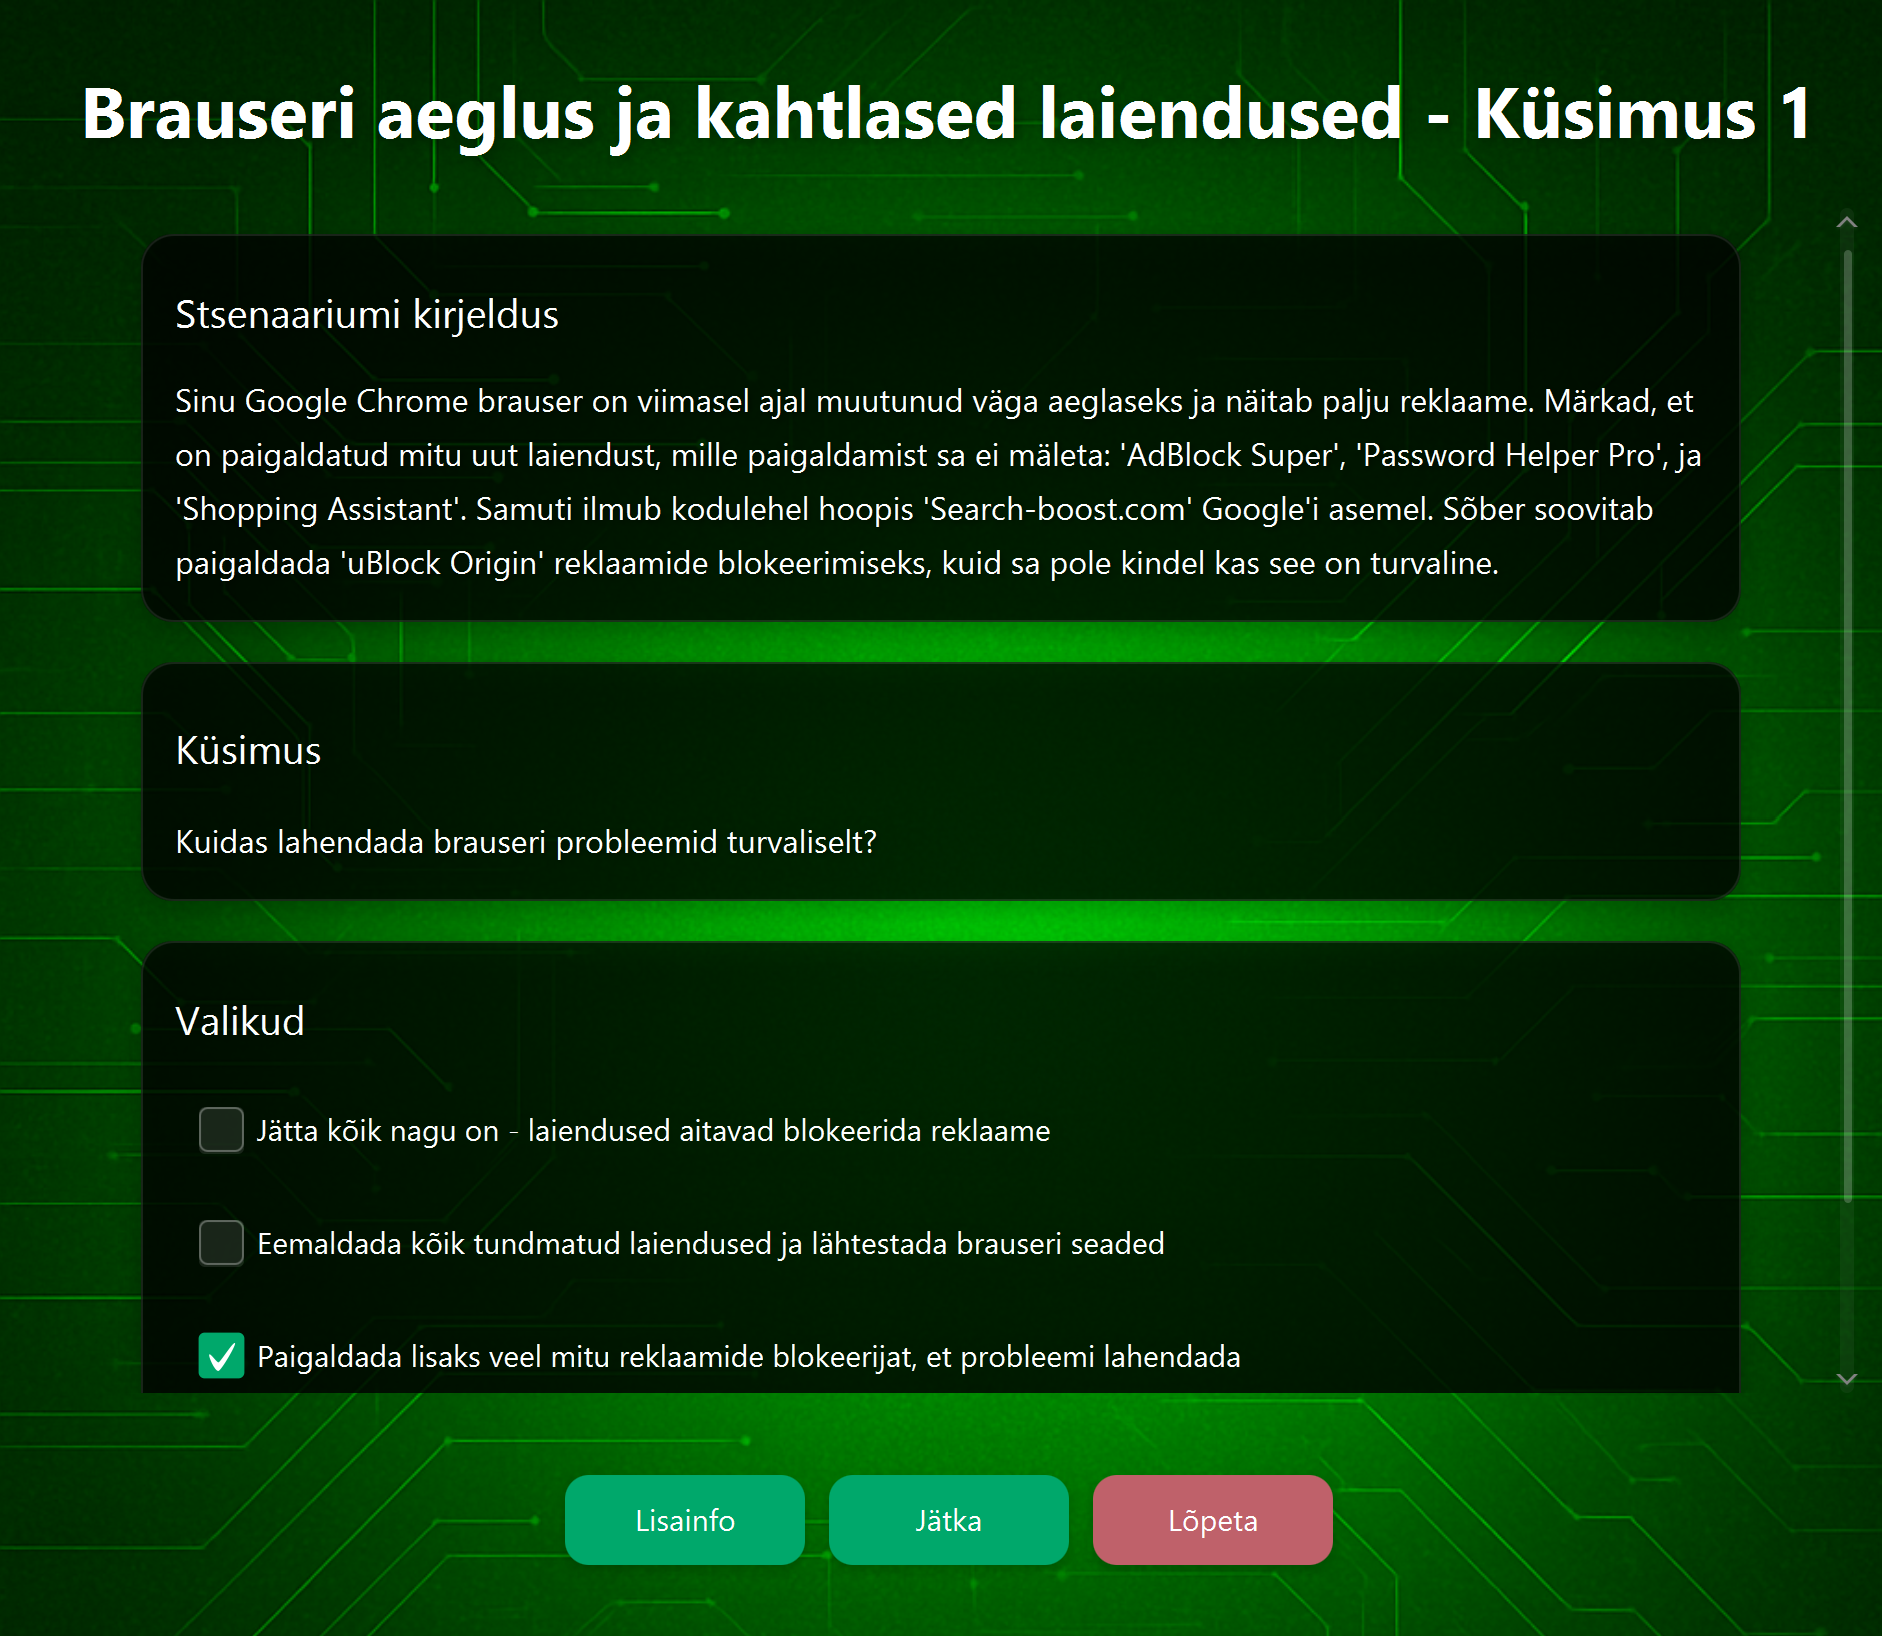 Brauseri aeglus ja kahtlased laiendused - Küsimus 1
Stsenaariumi kirjeldus
Sinu Google Chrome brauser on viimasel ajal muutunud väga aeglaseks ja näitab palju reklaame. Märkad, et
on paigaldatud mitu uut laiendust, mille paigaldamist sa ei mäleta: 'AdBlock Super', 'Password Helper Pro', ja
'Shopping Assistant'. Samuti ilmub kodulehel hoopis 'Search-boost.com' Google'i asemel. Sõber soovitab
paigaldada 'uBlock Origin' reklaamide blokeerimiseks, kuid sa pole kindel kas see on turvaline.
Küsimus
Kuidas lahendada brauseri probleemid turvaliselt?
Valikud
Jätta kõik nagu on - laiendused aitavad blokeerida reklaame
Eemaldada kõik tundmatud laiendused ja lähtestada brauseri seaded
Paigaldada lisaks veel mitu reklaamide blokeerijat, et probleemi lahendada
Lisainfo
Jätka
Lõpeta